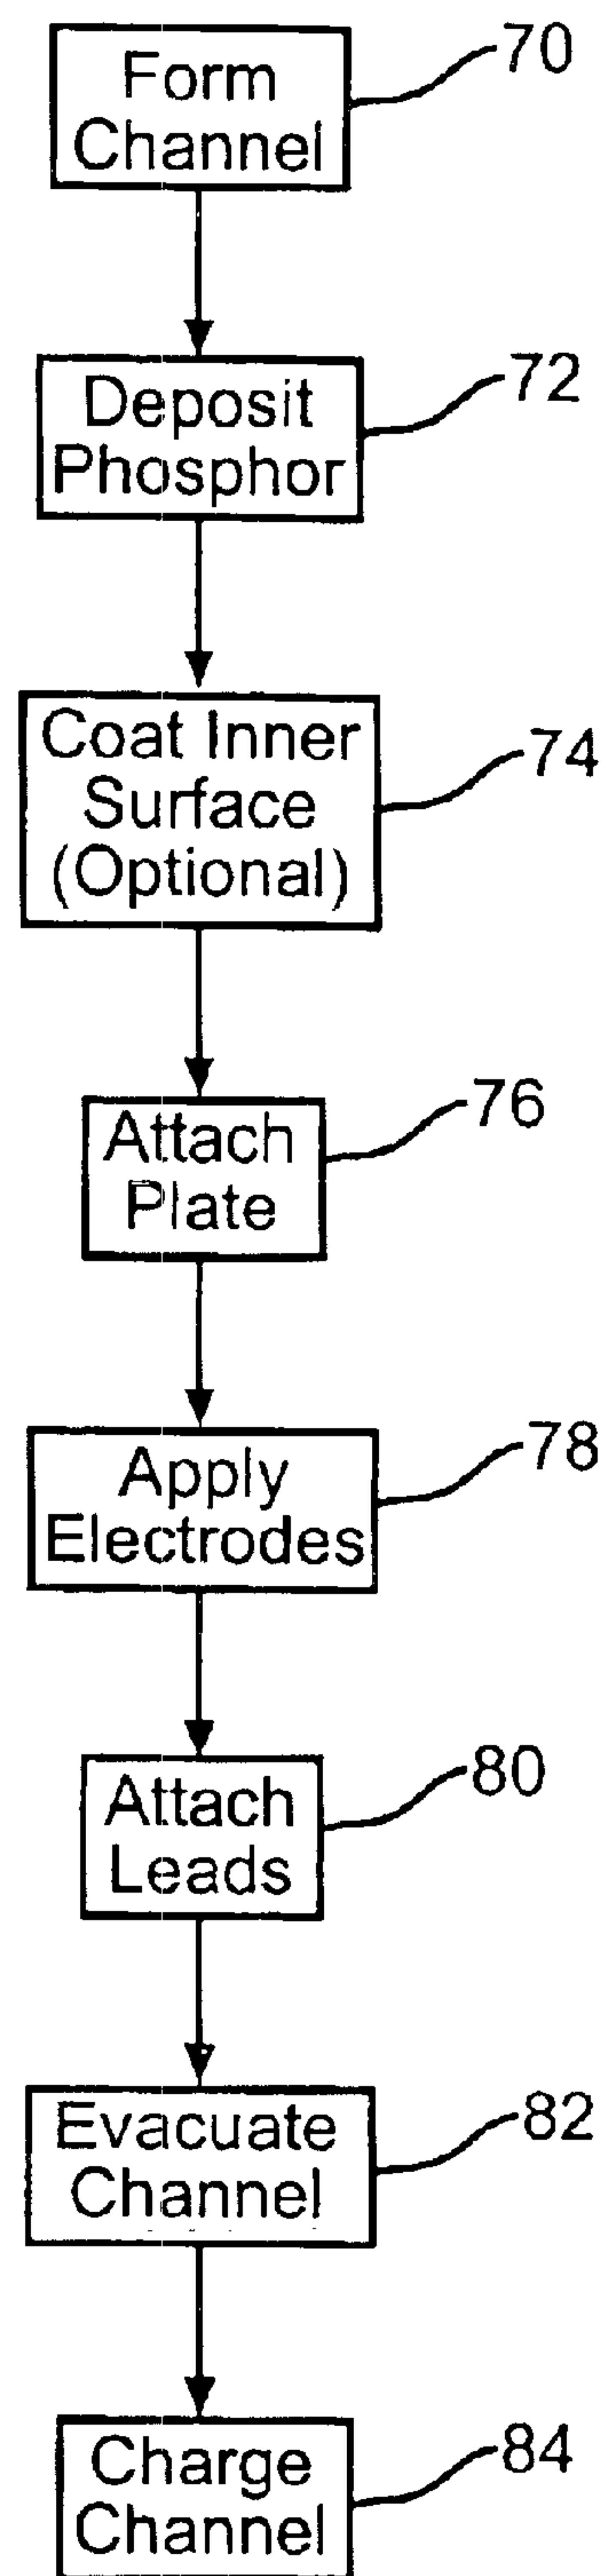 Form
Channel
70
Deposit
Phosphor
72
Coat Inner
Surface
(Optional)
74
Attach
Plate
76
Apply
Electrodes
78
Attach
Leads
80
Evacuate
Channel
82
Charge
Channel
84